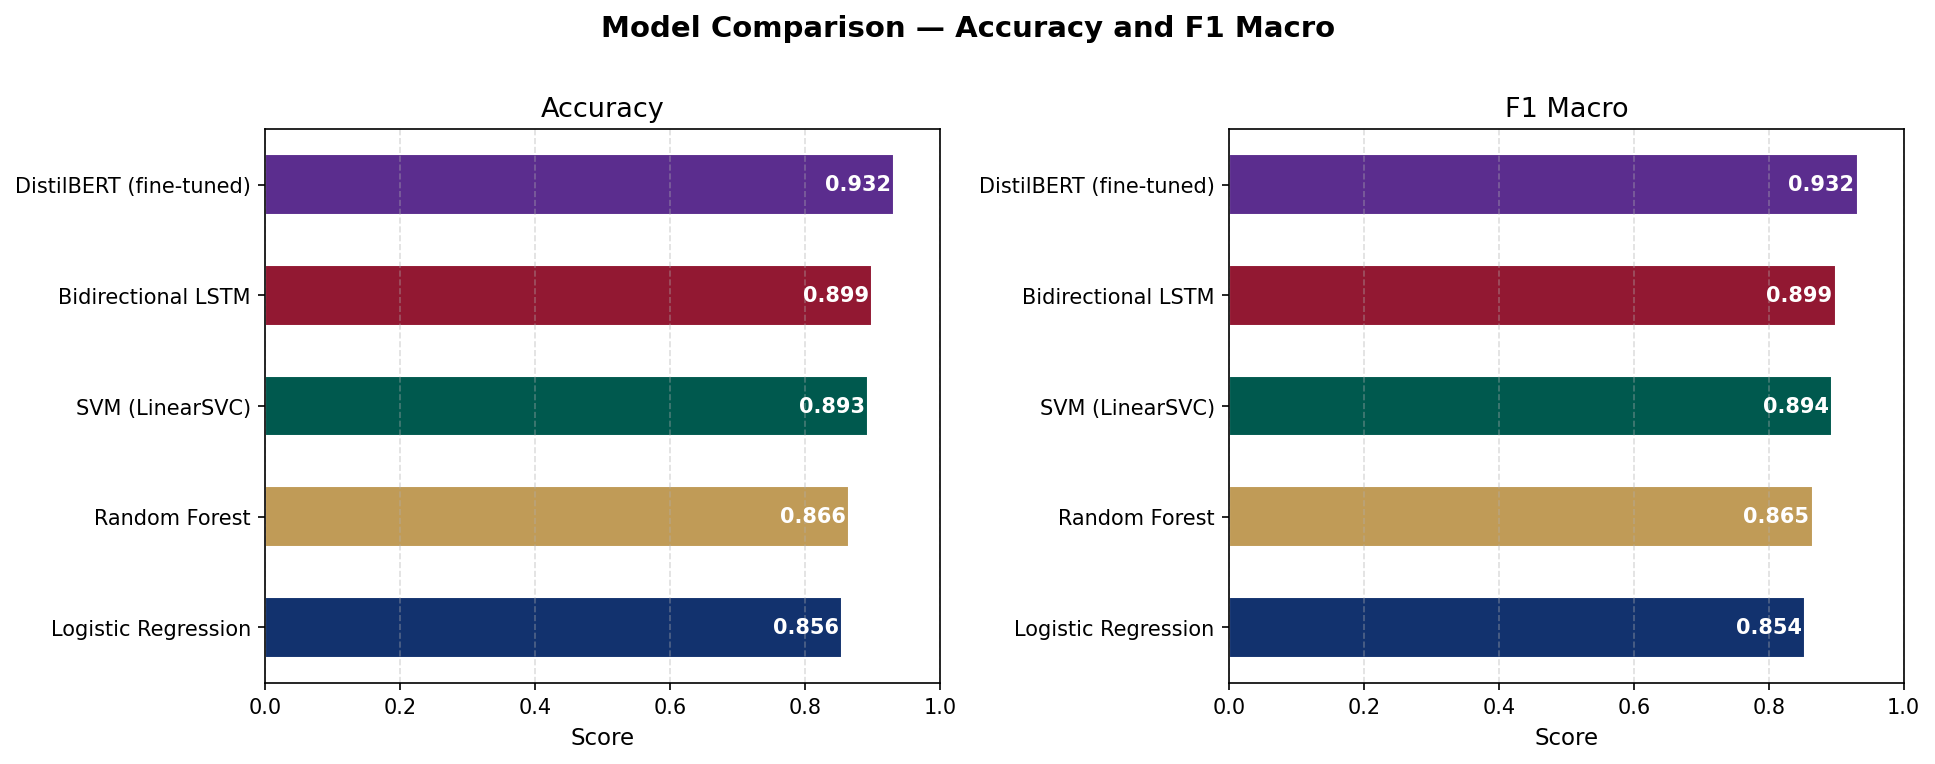 Model Comparison — Accuracy and F1 Macro
Accuracy
DistilBERT (fine-tuned)
0.932
Bidirectional LSTM
0.899
SVM (LinearSVC)
0.893
Random Forest
0.866
Logistic Regression
0.856
0.0 0.2 0.4 0.6 0.8 1.0
Score
F1 Macro
DistilBERT (fine-tuned)
0.932
Bidirectional LSTM
0.899
SVM (LinearSVC)
0.894
Random Forest
0.865
Logistic Regression
0.854
0.0 0.2 0.4 0.6 0.8 1.0
Score